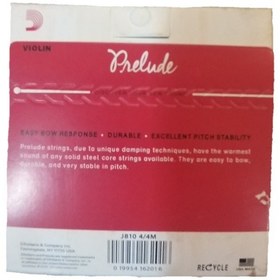 VIOLIN
Prelude
EASY BOW RESPONSE • DURABLE • EXCELLENT PITCH STABILITY
Prelude strings, due to unique damping techniques, have the warmest
sound of any solid steel core strings available. They are easy to bow,
durable, and very stable in pitch.
J810 4/4M
RECYCLE